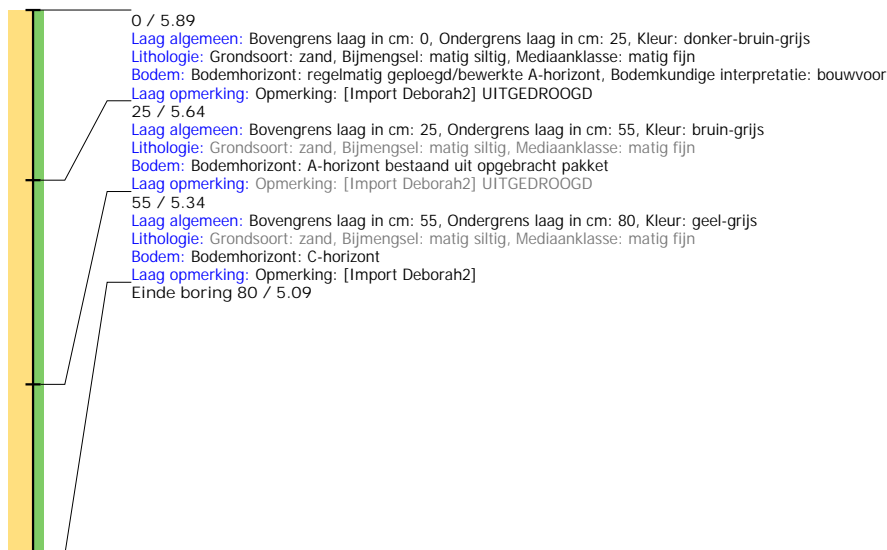 0 / 5.89
Laag algemeen: Bovengrens laag in cm: 0, Ondergrens laag in cm: 25, Kleur: donker-bruin-grijs
Lithologie: Grondsoort: zand, Bijmengsel: matig siltig, Mediaanklasse: matig fijn
Bodem: Bodemhorizont: regelmatig geploegd/bewerkte A-horizont, Bodemkundige interpretatie: bouwvoor
Laag opmerking: Opmerking: [Import Deborah2] UITGEDROOGD
25 / 5.64
Laag algemeen: Bovengrens laag in cm: 25, Ondergrens laag in cm: 55, Kleur: bruin-grijs
Lithologie: Grondsoort: zand, Bijmengsel: matig siltig, Mediaanklasse: matig fijn
Bodem: Bodemhorizont: A-horizont bestaand uit opgebracht pakket
Laag opmerking: Opmerking: [Import Deborah2] UITGEDROOGD
55 / 5.34
Laag algemeen: Bovengrens laag in cm: 55, Ondergrens laag in cm: 80, Kleur: geel-grijs
Lithologie: Grondsoort: zand, Bijmengsel: matig siltig, Mediaanklasse: matig fijn
Bodem: Bodemhorizont: C-horizont
Laag opmerking: Opmerking: [Import Deborah2]
Einde boring 80 / 5.09